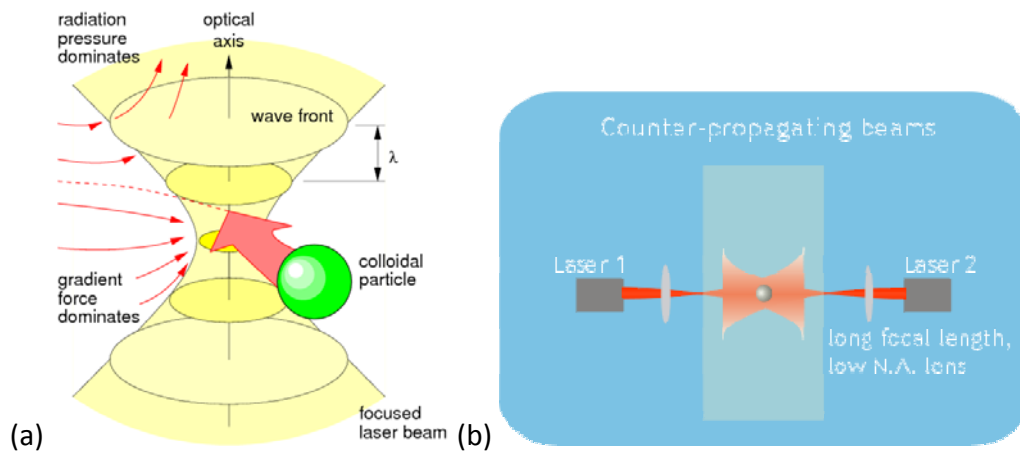 radiation
pressure
dominates
optical
axis
wave front
λ
gradient
force
dominates
colloidal
particle
focused
laser beam
(a)
Counter-propagating beams
Laser 1
Laser 2
long focal length,
low N.A. lens
(b)